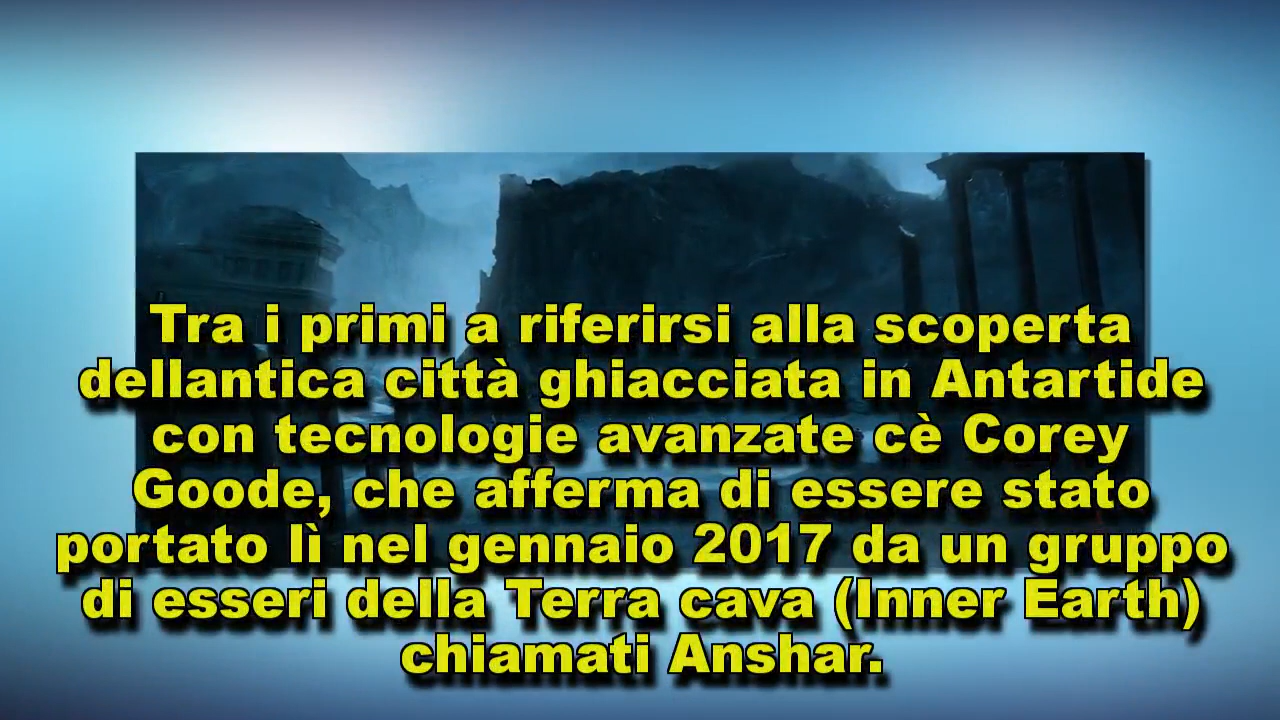 Tra i primi a riferirsi alla scoperta
dellantica città ghiacciata in Antartide
con tecnologie avanzate cè Corey
Goode, che afferma di essere stato
portato lì nel gennaio 2017 da un gruppo
di esseri della Terra cava (Inner Earth)
chiamati Anshar.